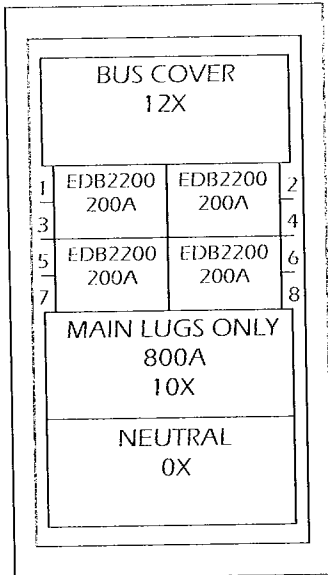 BUS COVER
12X
1 EDB2200 EDB2200 2
200A 200A
3 4
5 EDB2200 EDB2200 6
200A 200A
7 8
MAIN LUGS ONLY
800A
10X
NEUTRAL
0X